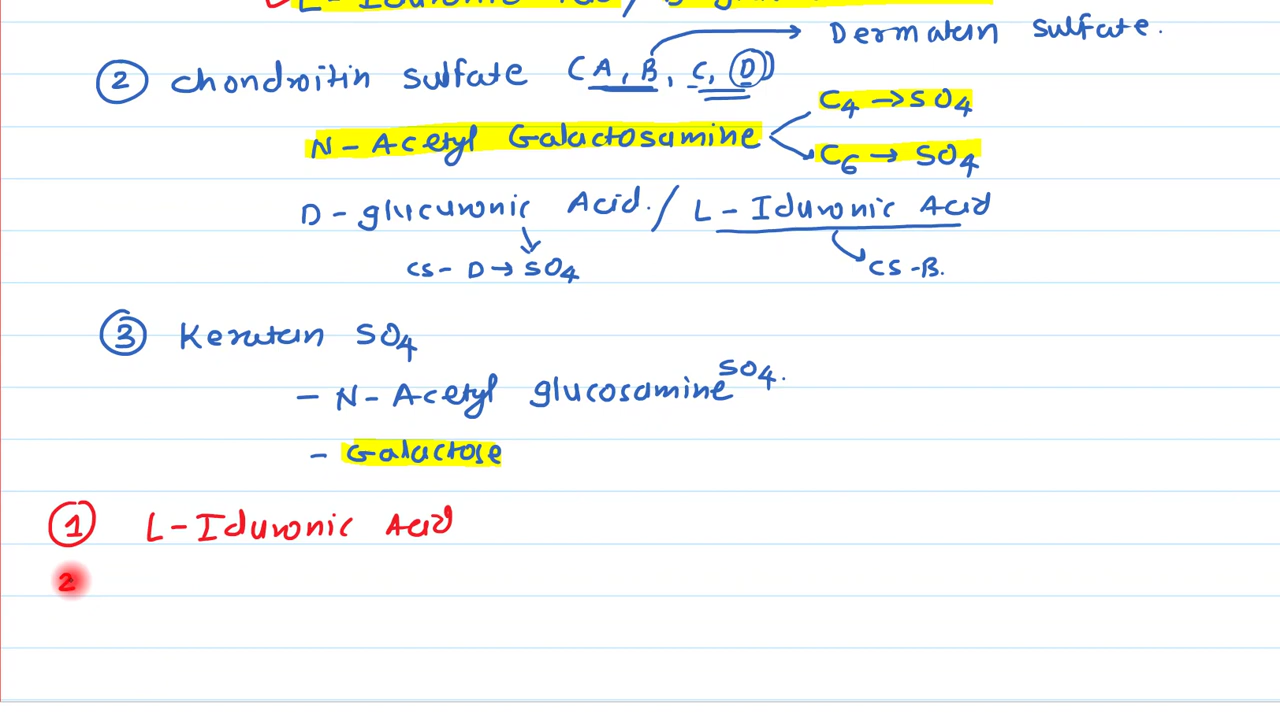 L-Iduronic
Dermatan sulfate.
② Chondroitin sulfate (A, B, C, D)
C4 → SO4
N-Acetyl Galactosamine
C6 → SO4
D-glucuronic Acid. / L-Iduronic Acid
CS-D → SO4 CS-B.
③ Keratan SO4
- N-Acetyl glucosamine SO4.
- Galactose
① L-Iduronic Acid
2